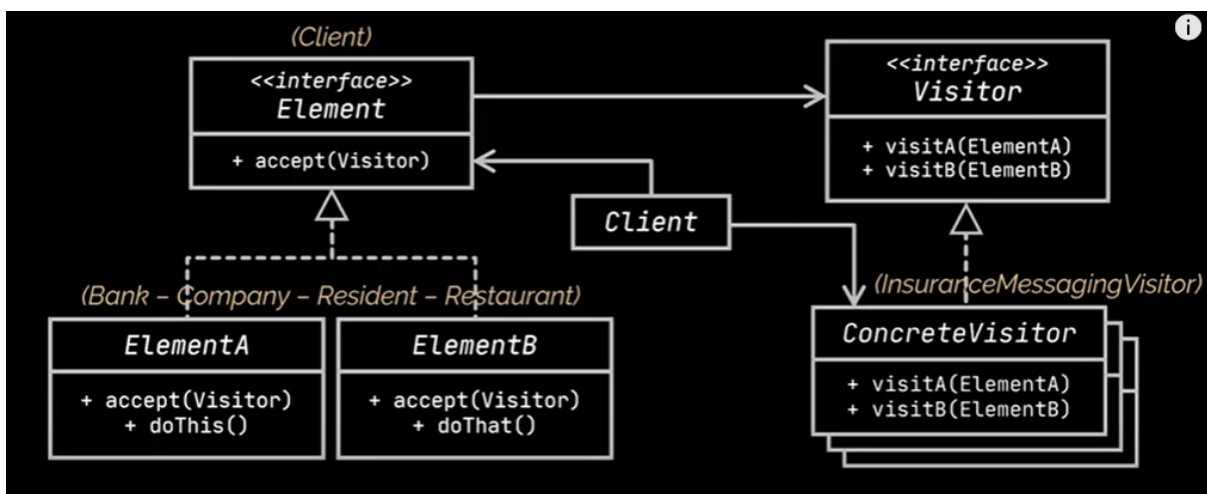 (Client)
<<interface>>
Element
+ accept(Visitor)
<<interface>>
Visitor
+ visitA(ElementA)
+ visitB(ElementB)
Client
(Bank – Company – Resident – Restaurant)
ElementA
+ accept(Visitor)
+ doThis()
ElementB
+ accept(Visitor)
+ doThat()
(InsuranceMessagingVisitor)
ConcreteVisitor
+ visitA(ElementA)
+ visitB(ElementB)